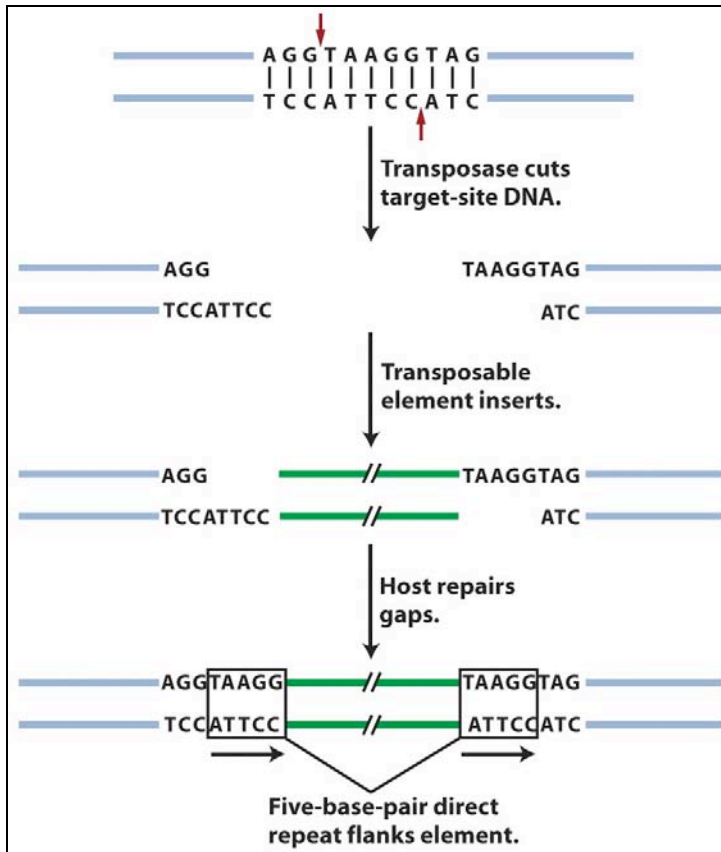 AGGTAAGGTAG
TCCATTCCATC
Transposase cuts
target-site DNA.
AGG TAAGGTAG
TCCATTCC ATC
Transposable
element inserts.
AGG TAAGGTAG
TCCATTCC ATC
Host repairs
gaps.
AGGTAAGG TAAGGTAG
TCCATTCC ATTCCATC
Five-base-pair direct
repeat flanks element.